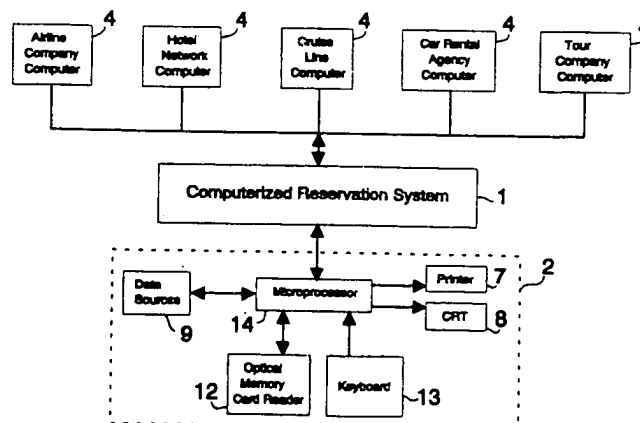 4 4 4 4
Airline
Company
Computer
Hotel
Network
Computer
Cruise
Line
Computer
Car Rental
Agency
Computer
Tour
Company
Computer
Computerized Reservation System
1
2
Data
Sources
9
Microprocessor
14
Printer
7
CRT
8
Optical
Memory
Card Reader
12
Keyboard
13